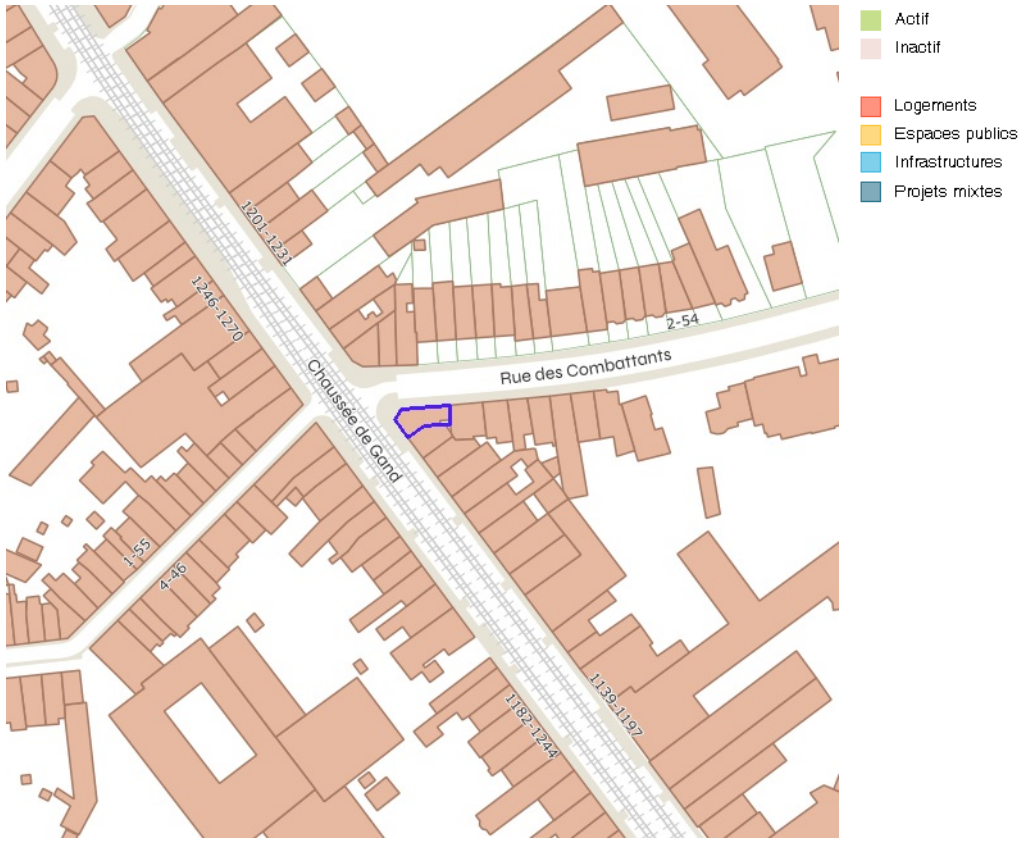 Actif
Inactif
Logements
Espaces publics
Infrastructures
Projets mixtes
1201-1231
1246-1270
Chaussée de Gand
Rue des Combattants
2-54
1-55
4-46
1139-1197
1182-1244